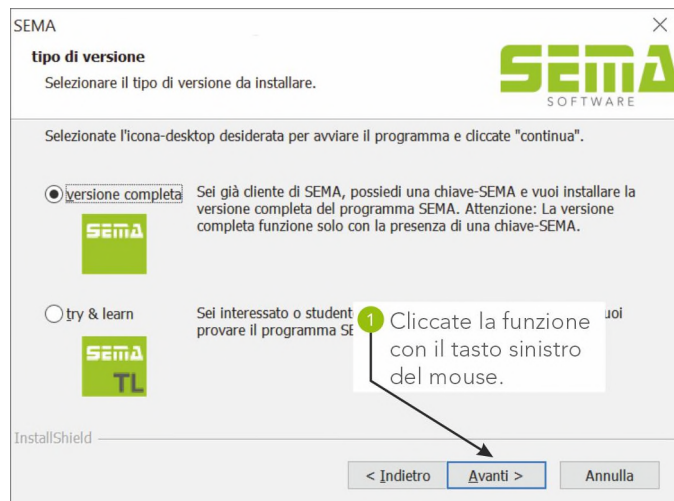 SEMA
tipo di versione
Selezionare il tipo di versione da installare.
SEMA
SOFTWARE
Selezionate l'icona-desktop desiderata per avviare il programma e cliccate "continua".
versione completa
Sei già cliente di SEMA, possiedi una chiave-SEMA e vuoi installare la
versione completa del programma SEMA. Attenzione: La versione
completa funzione solo con la presenza di una chiave-SEMA.
SEMA
try & learn
Sei interessato o student
uoi
provare il programma SE
SEMA
TL
1 Cliccate la funzione
con il tasto sinistro
del mouse.
InstallShield
< Indietro
Avanti >
Annulla